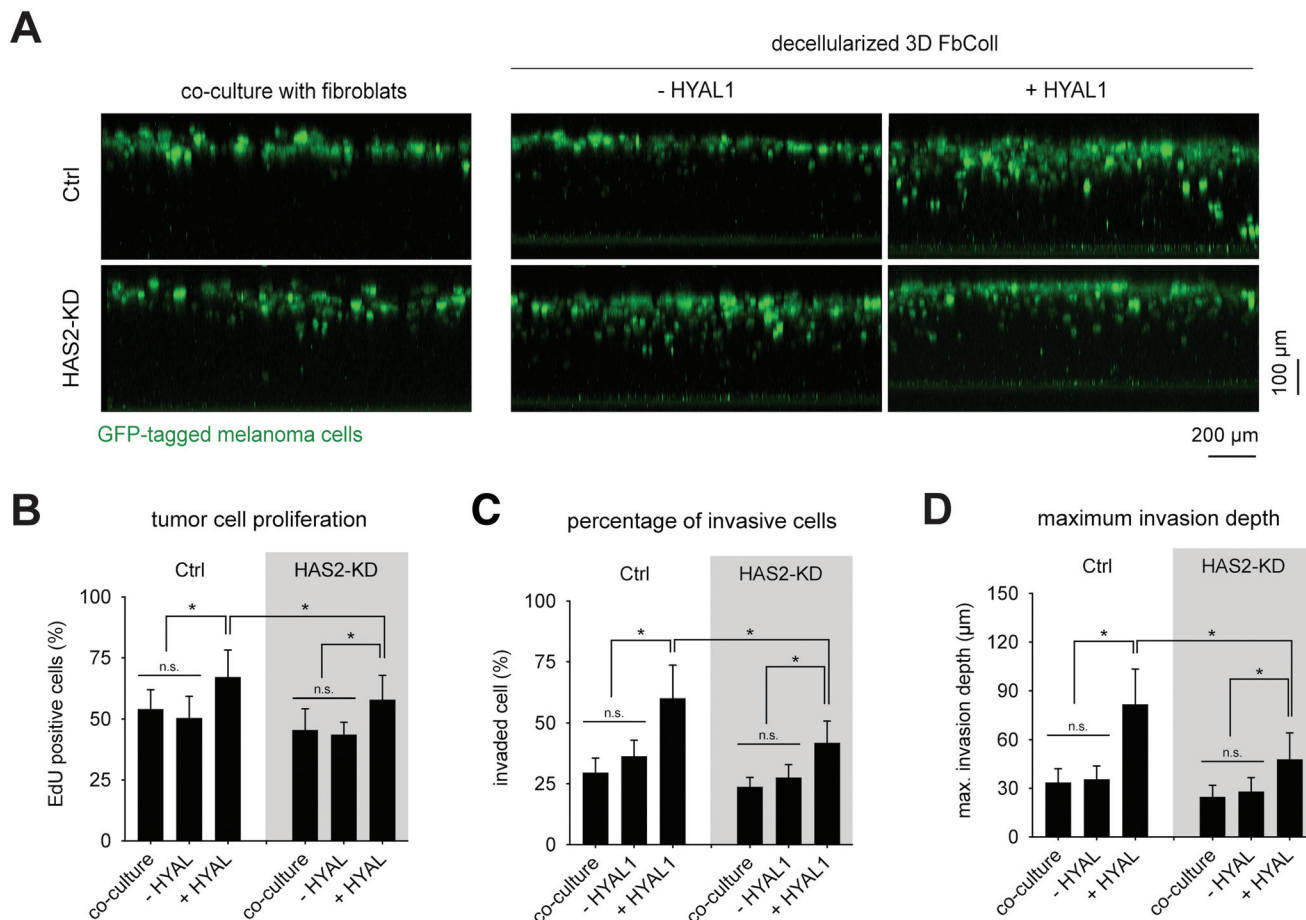 A
decellularized 3D FbColl
co-culture with fibroblats
- HYAL1
+ HYAL1
Ctrl
HAS2-KD
100 µm
GFP-tagged melanoma cells
200 µm
B
tumor cell proliferation
Ctrl
HAS2-KD
EdU positive cells (%)
100
75
50
25
0
*
*
*
n.s.
n.s.
co-culture
- HYAL
+ HYAL
co-culture
- HYAL
+ HYAL
C
percentage of invasive cells
Ctrl
HAS2-KD
invaded cell (%)
100
75
50
25
0
*
*
*
n.s.
n.s.
co-culture
- HYAL1
+ HYAL1
co-culture
- HYAL1
+ HYAL1
D
maximum invasion depth
Ctrl
HAS2-KD
max. invasion depth (µm)
150
120
90
60
30
0
*
*
*
n.s.
n.s.
co-culture
- HYAL
+ HYAL
co-culture
- HYAL
+ HYAL